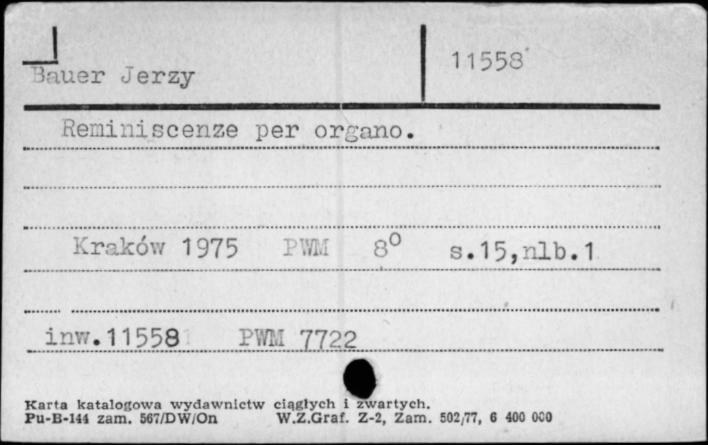 Bauer Jerzy 11558
Reminiscenze per organo.
Kraków 1975 PWM 8° s.15,nlb.1
inw.11558 PWM 7722
Karta katalogowa wydawnictw ciągłych i zwartych.
Pu-B-144 zam. 567/DW/On W.Z.Graf. Z-2, Zam. 502/77, 6 400 000